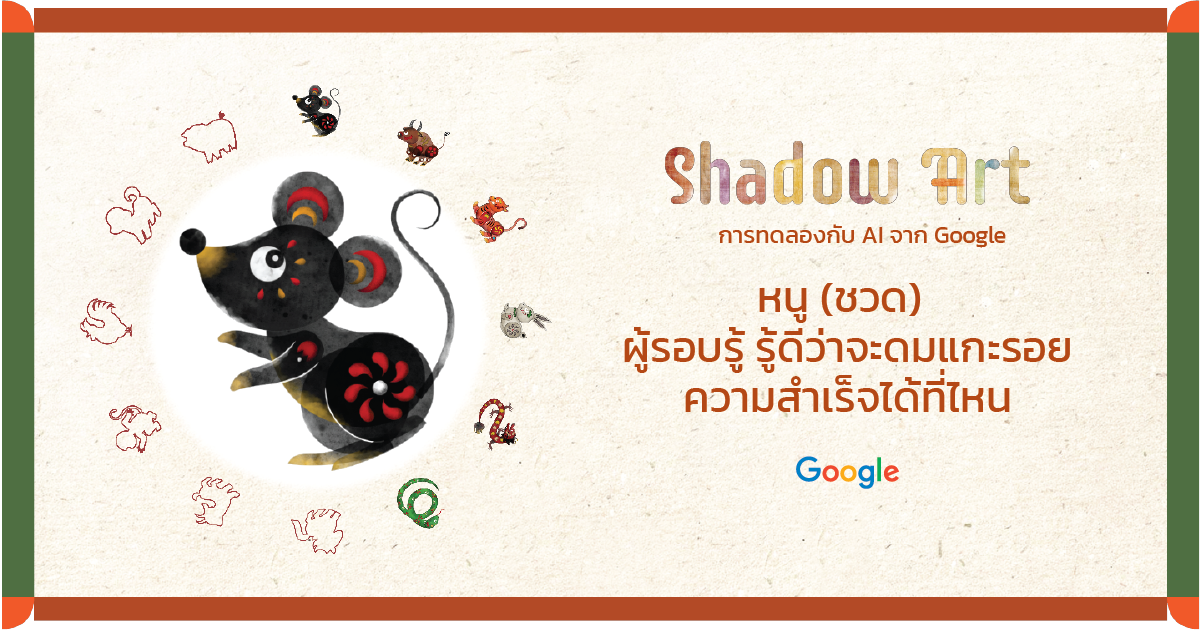 Shadow Art
การทดลองกับ AI จาก Google
หนู (ชวด)
ผู้รอบรู้ รู้ดีว่าจะดมแกะรอย
ความสำเร็จได้ที่ไหน
Google